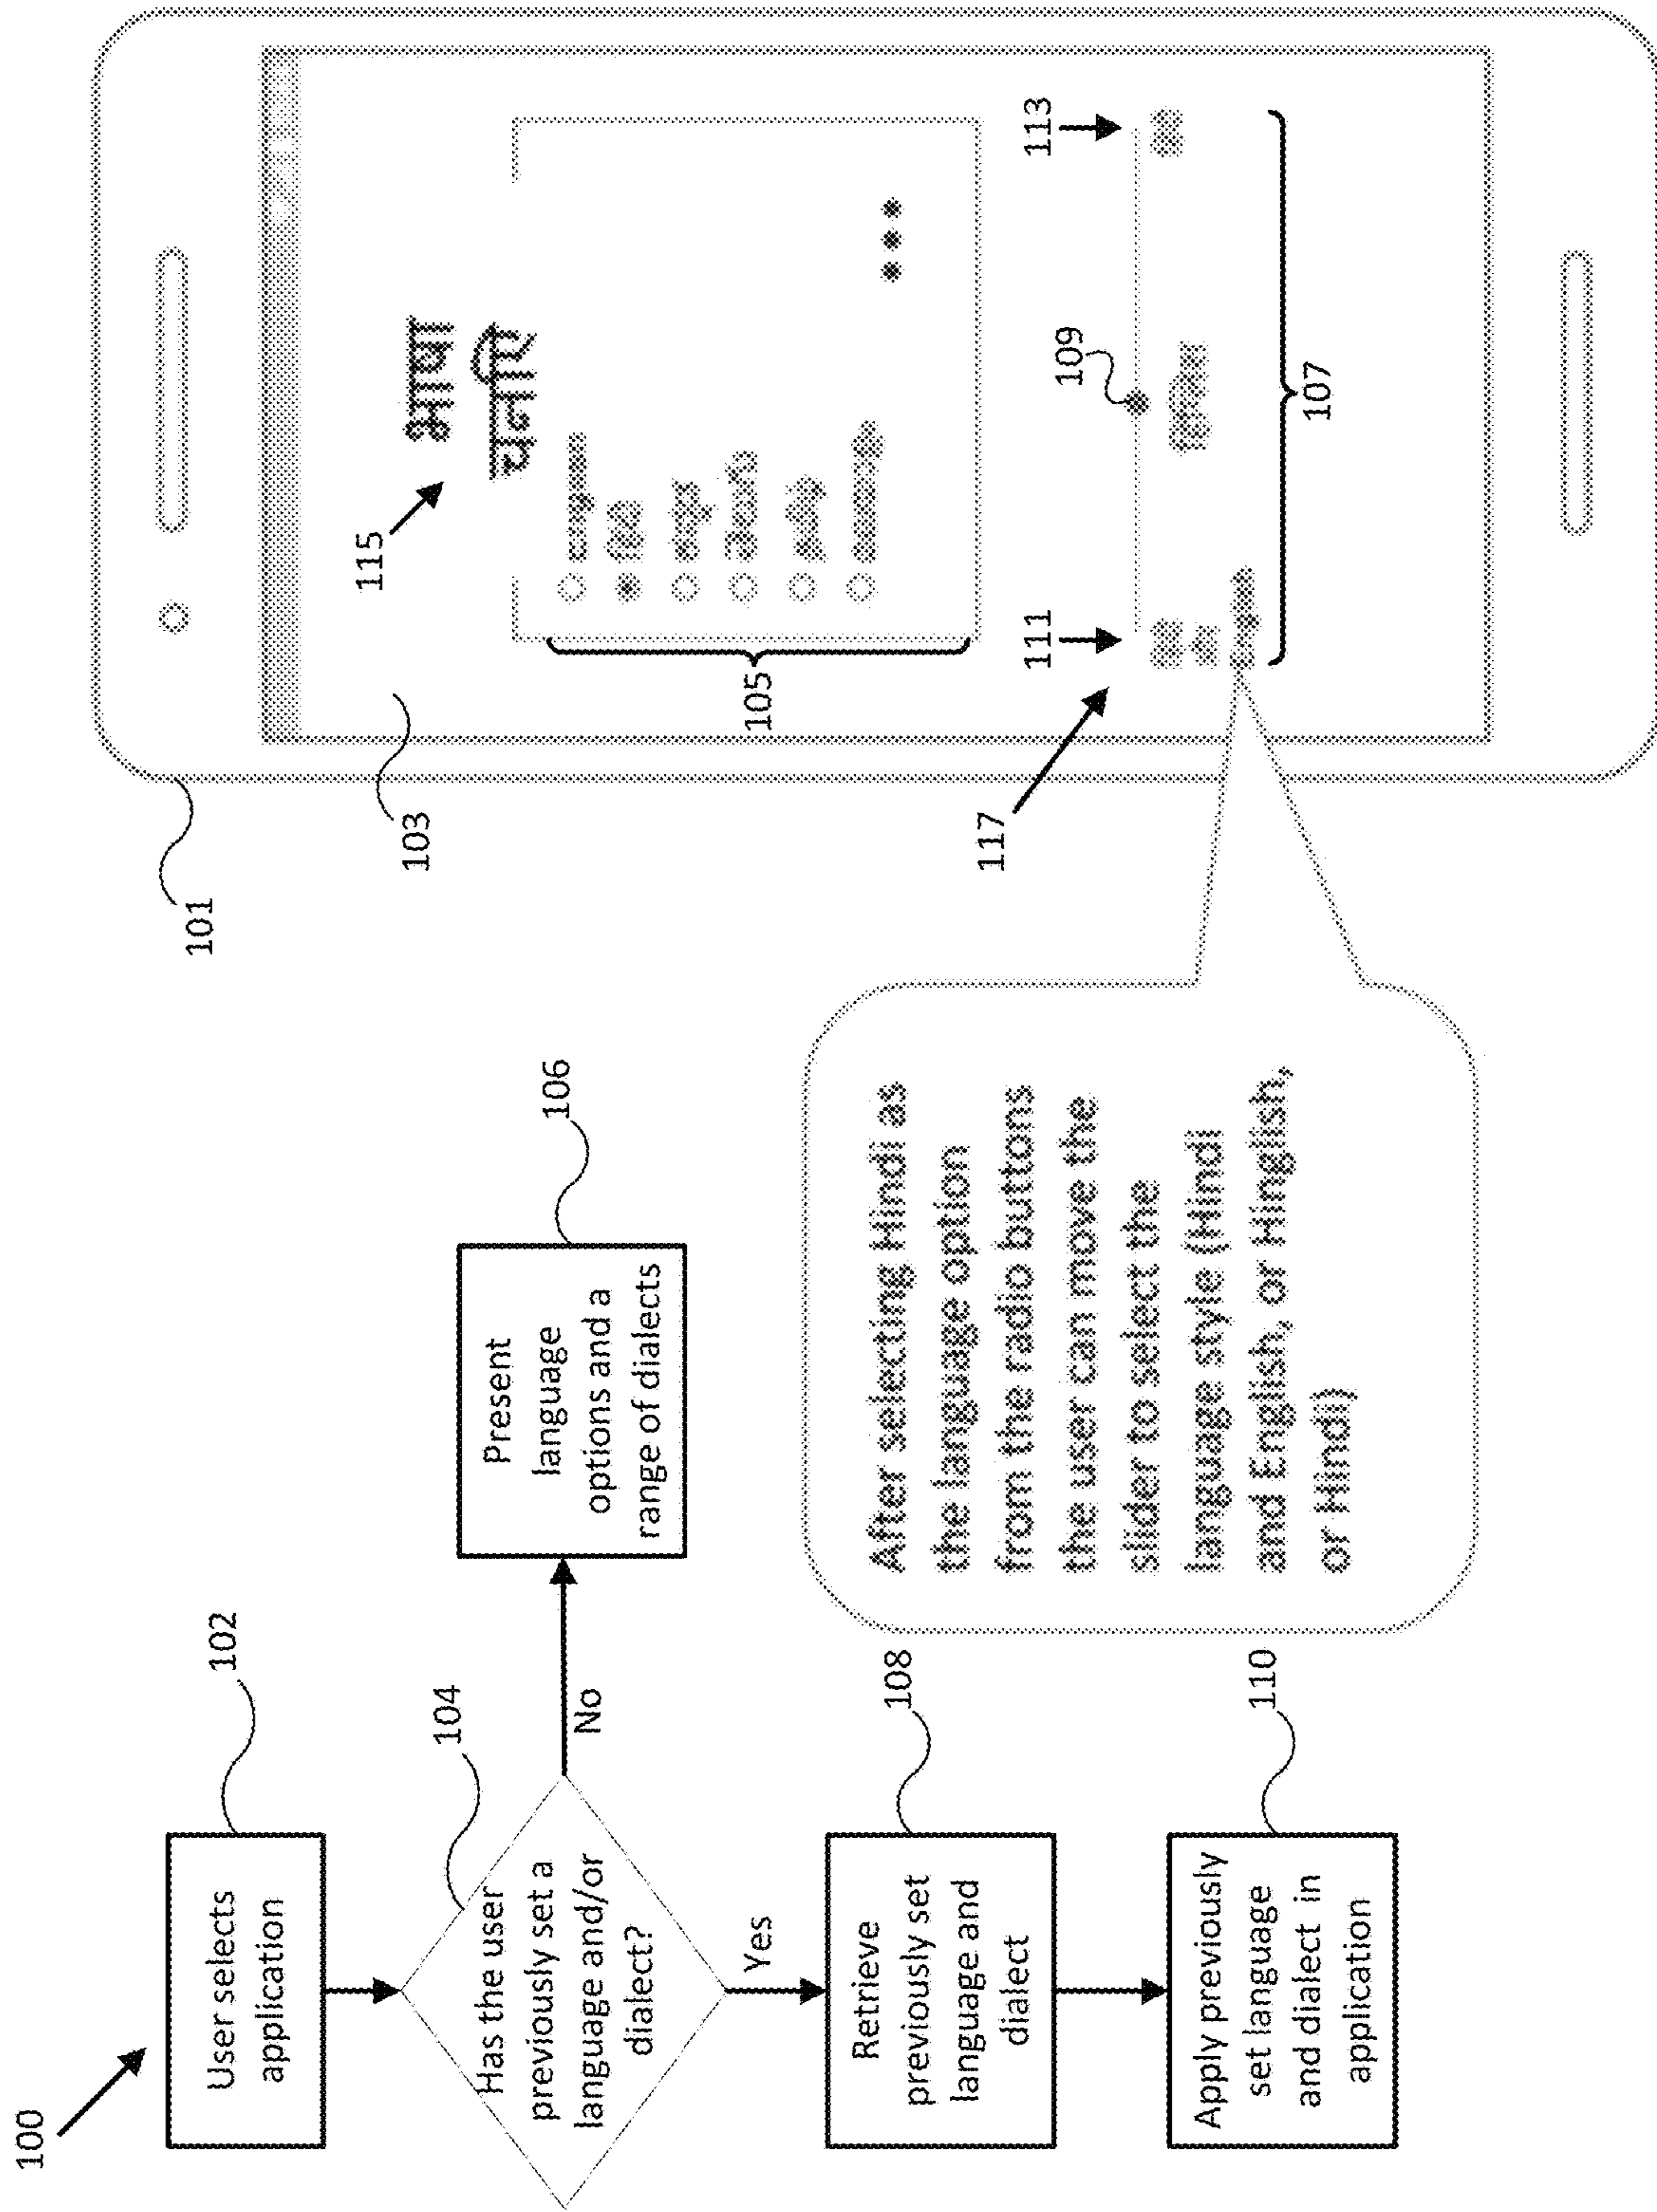 100
User selects
application
102
Has the user
previously set a
language and/or
dialect?
104
No
Present
language
options and a
range of dialects
106
Yes
Retrieve
previously set
language and
dialect
108
Apply previously
set language
and dialect in
application
110
After selecting Hindi as
the language option
from the radio buttons
the user can move the
slider to select the
language style (Hindi
and English, or Hinglish,
or Hindi)
101
103
115
भाषा
105
हिंदी
117
111
109
113
107